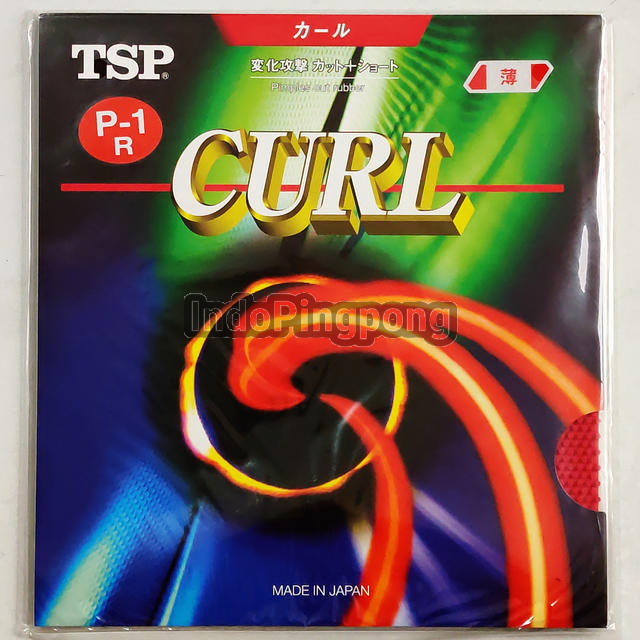 カール
TSP®
変化攻撃 カット+ショート
Pimples out rubber
薄
P-1
R
CURL
IndoPingpong
MADE IN JAPAN